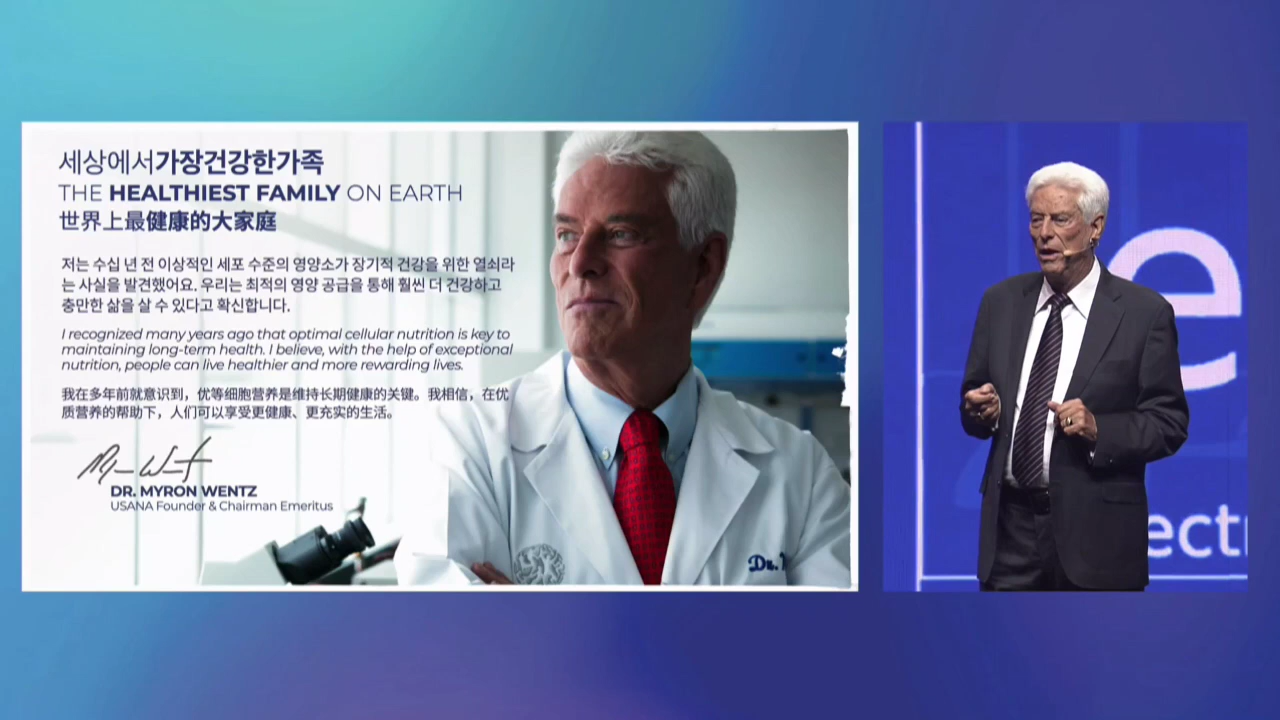 세상에서가장건강한가족
THE HEALTHIEST FAMILY ON EARTH
世界上最健康的大家庭
저는 수십 년 전 이상적인 세포 수준의 영양소가 장기적 건강을 위한 열쇠라
는 사실을 발견했어요. 우리는 최적의 영양 공급을 통해 훨씬 더 건강하고
충만한 삶을 살 수 있다고 확신합니다.
I recognized many years ago that optimal cellular nutrition is key to
maintaining long-term health. I believe, with the help of exceptional
nutrition, people can live healthier and more rewarding lives.
我在多年前就意识到，优等细胞营养是维持长期健康的关键。我相信，在优
质营养的帮助下，人们可以享受更健康、更充实的生活。
DR. MYRON WENTZ
USANA Founder & Chairman Emeritus
Dr.
e
ect